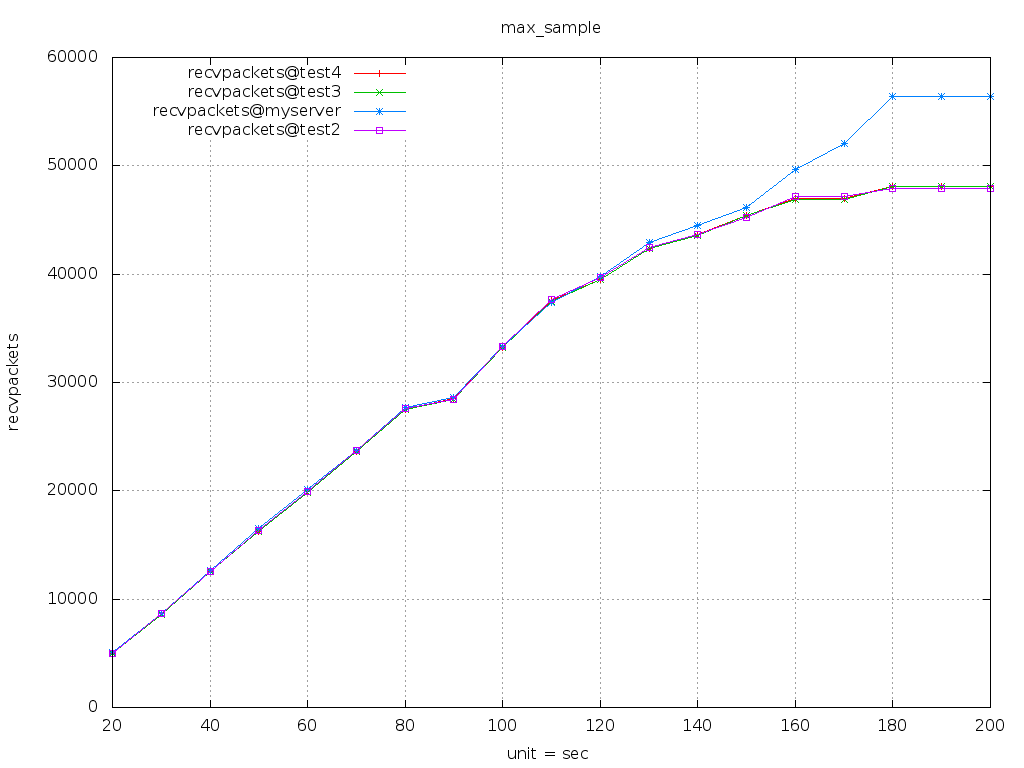 max_sample
60000
50000
40000
30000
20000
10000
0
recvpackets@test4
recvpackets@test3
recvpackets@myserver
recvpackets@test2
recvpackets
20 40 60 80 100 120 140 160 180 200
unit = sec